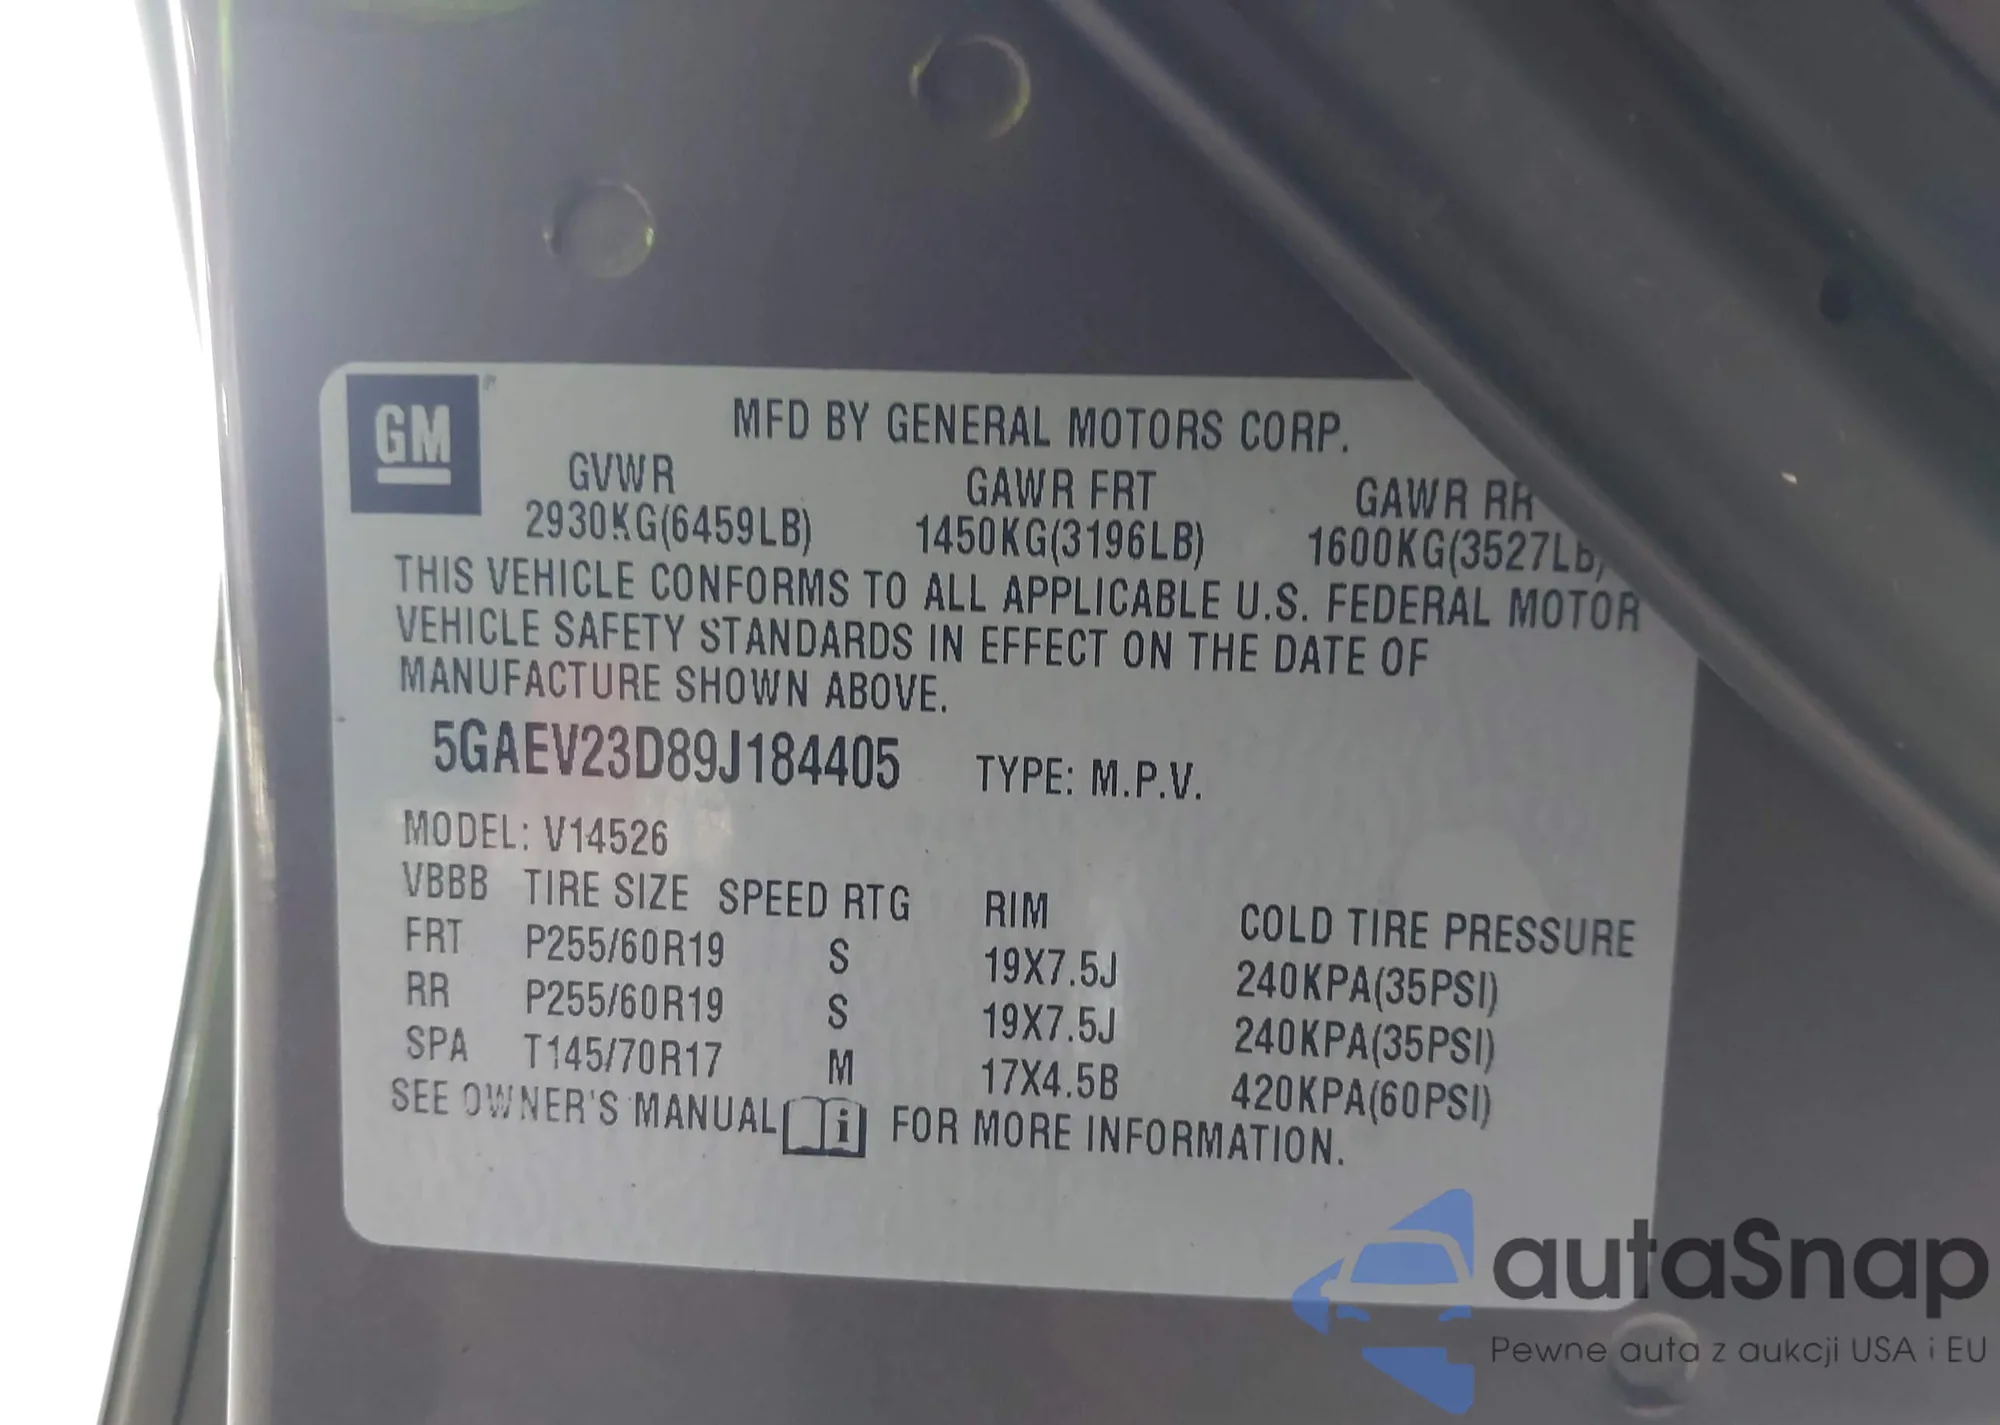 GM
MFD BY GENERAL MOTORS CORP.
GVWR GAWR FRT GAWR RR
2930KG(6459LB) 1450KG(3196LB) 1600KG(3527LB)
THIS VEHICLE CONFORMS TO ALL APPLICABLE U.S. FEDERAL MOTOR
VEHICLE SAFETY STANDARDS IN EFFECT ON THE DATE OF
MANUFACTURE SHOWN ABOVE.
5GAEV23D89J184405 TYPE: M.P.V.
MODEL: V14526
VBBB TIRE SIZE SPEED RTG RIM COLD TIRE PRESSURE
FRT P255/60R19 S 19X7.5J 240KPA(35PSI)
RR P255/60R19 S 19X7.5J 240KPA(35PSI)
SPA T145/70R17 M 17X4.5B 420KPA(60PSI)
SEE OWNER'S MANUAL i FOR MORE INFORMATION.
autaSnap
Pewne auta z aukcji USA i EU